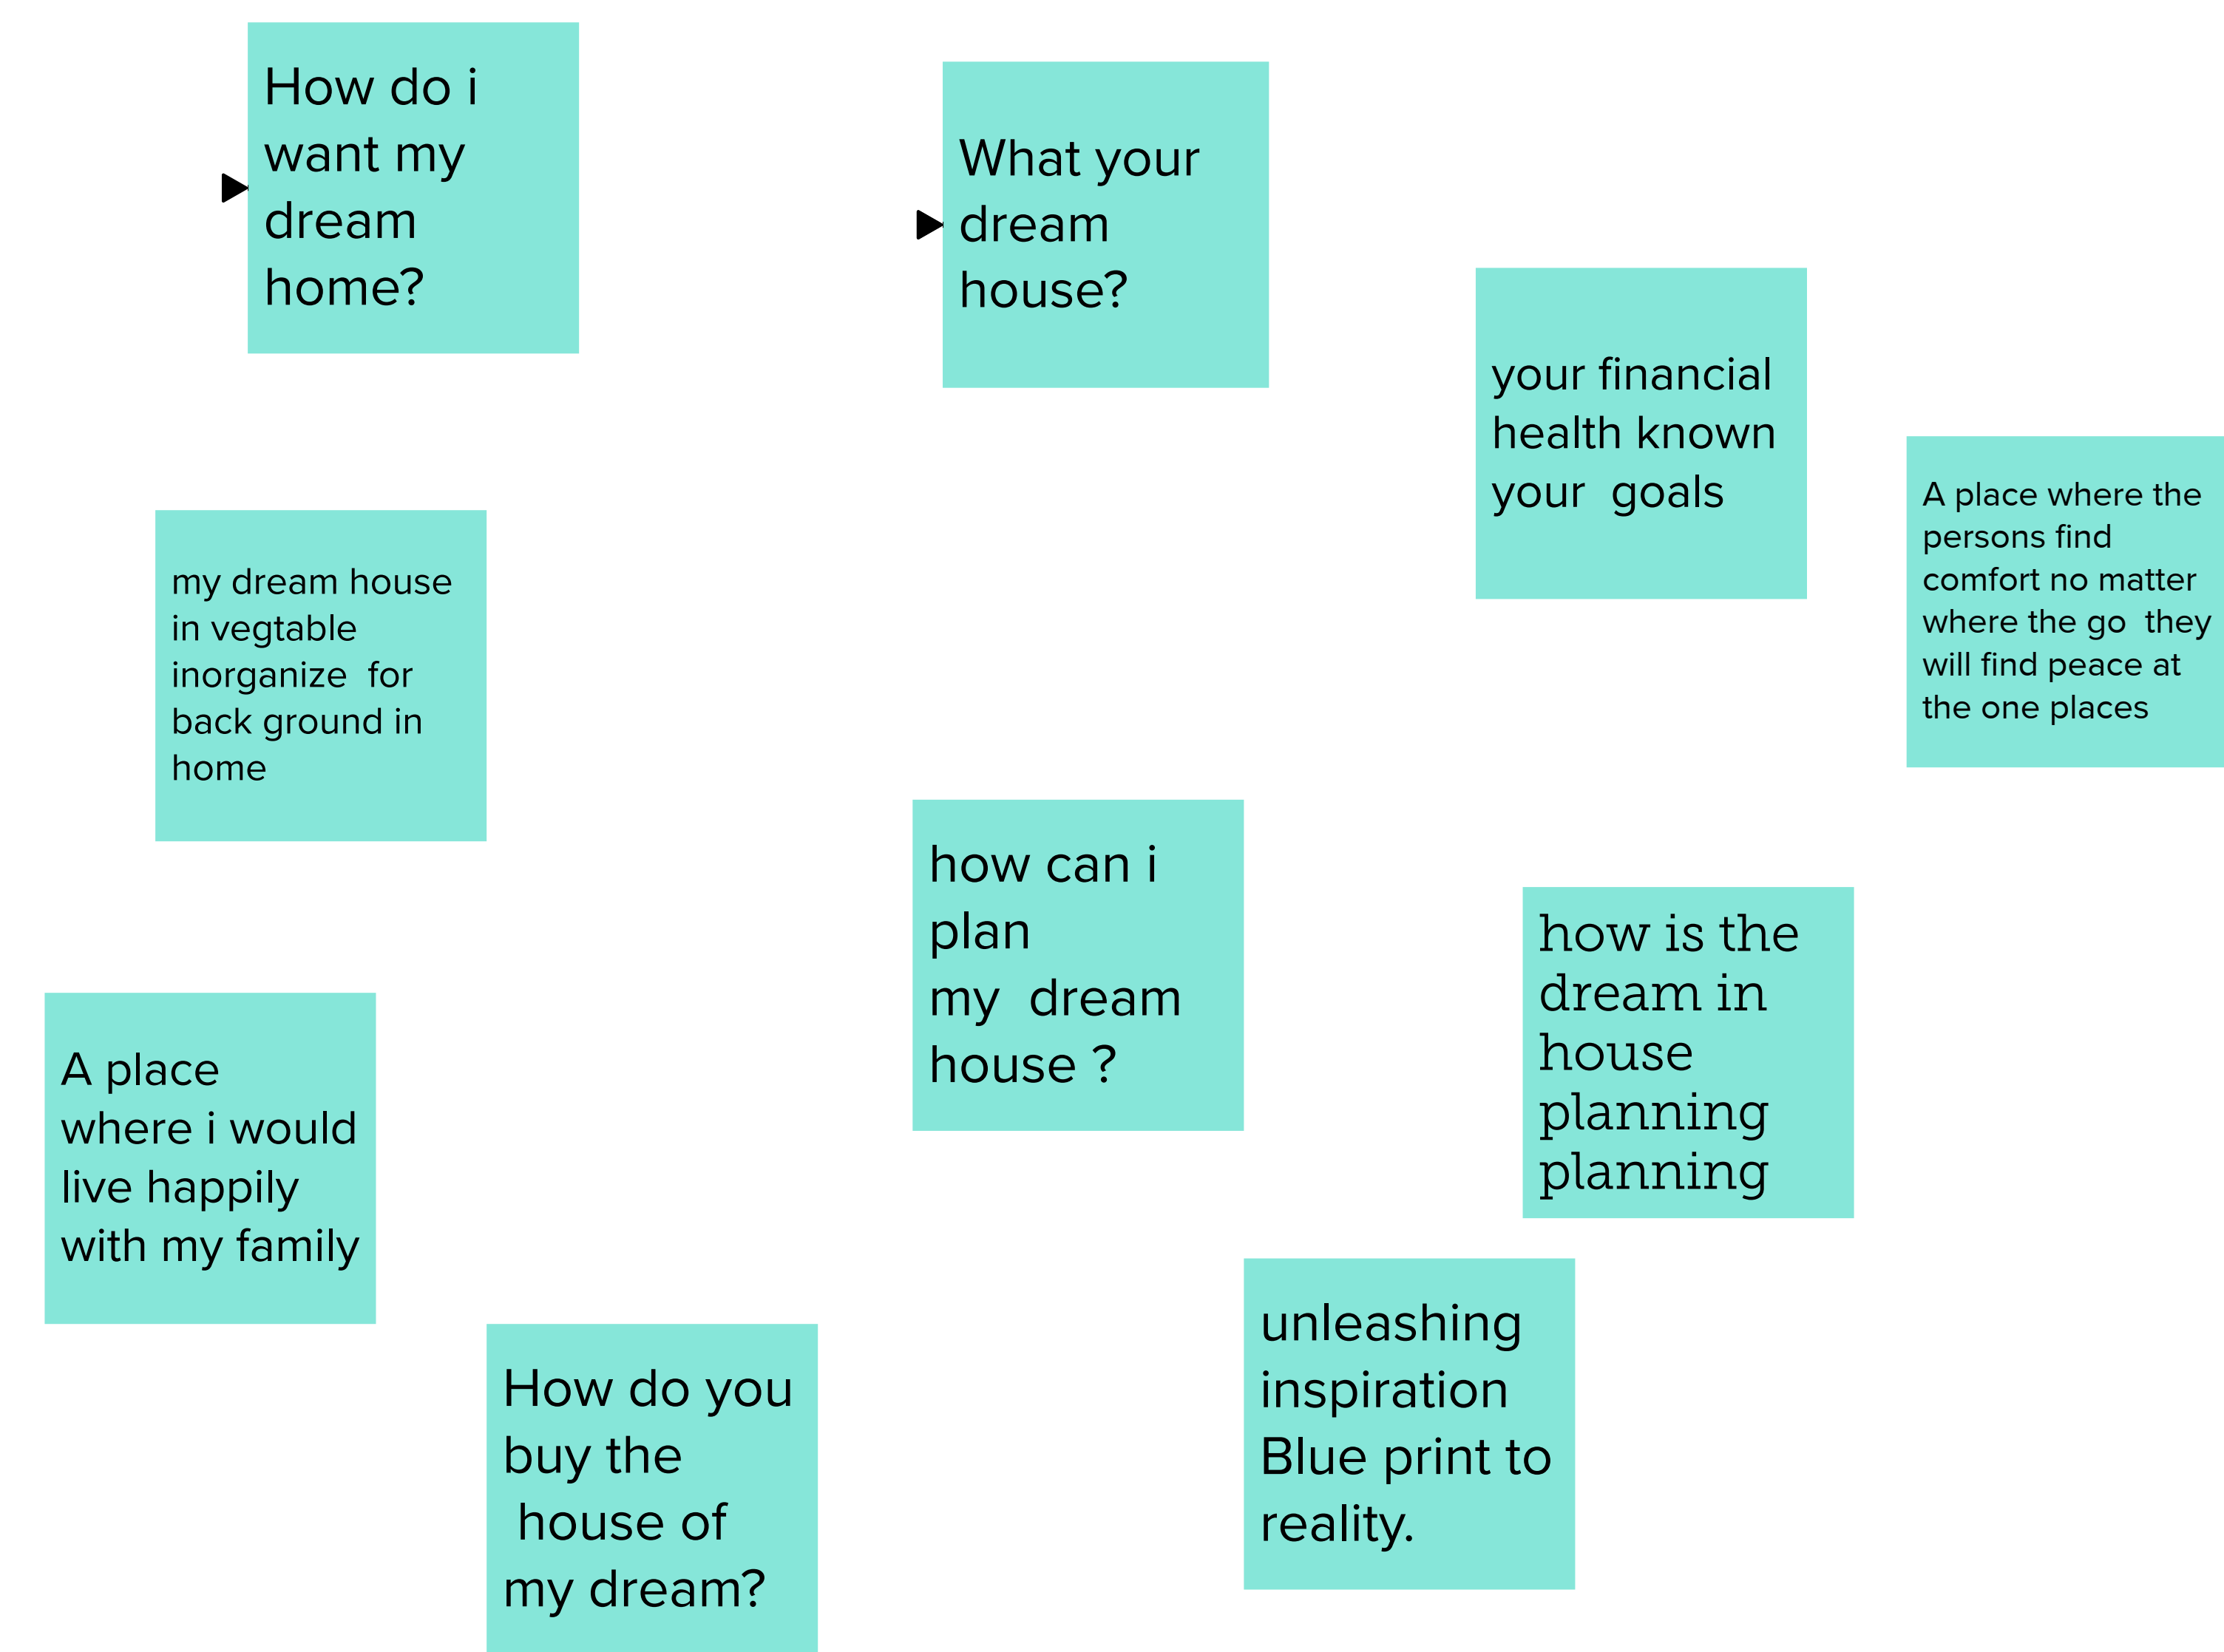 How do i
want my
dream
home?
What your
dream
house?
your financial
health known
your  goals
A place where the
persons find
comfort no matter
where the go  they
will find peace at
the one places
my dream house
in vegtable
inorganize  for
back ground in
home
how can i
plan
my  dream
house ?
how is the
dream in
house
planning
planning
A place
where i would
live happily
with my family
unleashing
inspiration
Blue print to
reality.
How do you
buy the
house of
my dream?